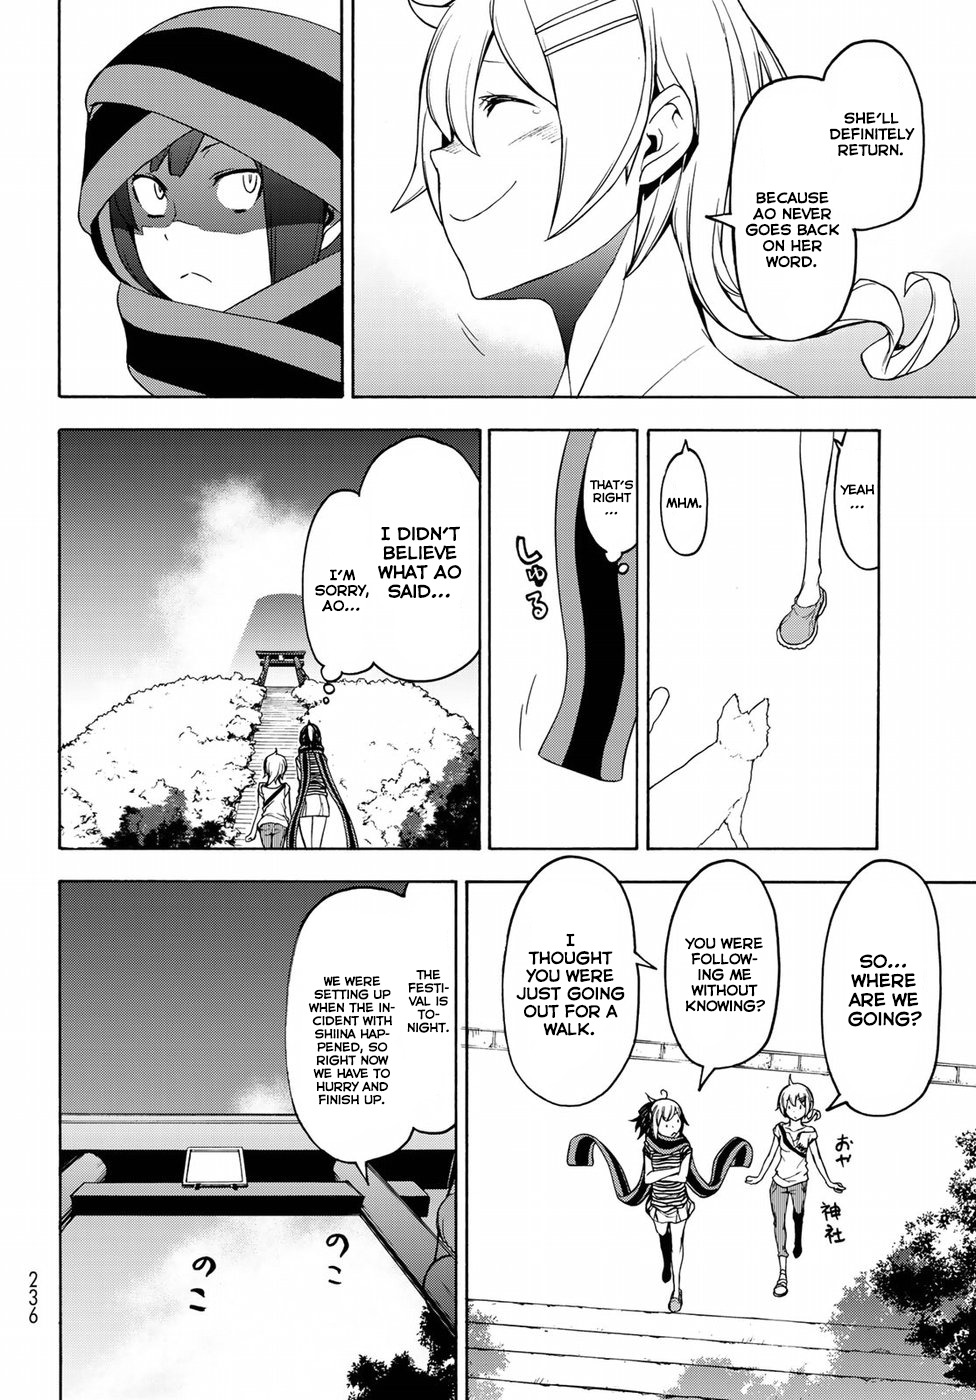 SHE'LL
DEFINITELY
RETURN.
BECAUSE
AO NEVER
GOES BACK
ON HER
WORD.
YEAH
...
MHM.
THAT'S
RIGHT
...
しゅる
I DIDN'T
BELIEVE
WHAT AO
SAID...
I'M
SORRY,
AO...
SO...
WHERE
ARE WE
GOING?
YOU WERE
FOLLOW-
ING ME
WITHOUT
KNOWING?
I
THOUGHT
YOU WERE
JUST GOING
OUT FOR A
WALK.
おや
神社
THE
FESTI-
VAL IS
TO-
NIGHT.
WE WERE
SETTING UP
WHEN THE IN-
CIDENT WITH
SHIINA HAP-
PENED, SO
RIGHT NOW
WE HAVE TO
HURRY AND
FINISH UP.
のこ
のこ
236